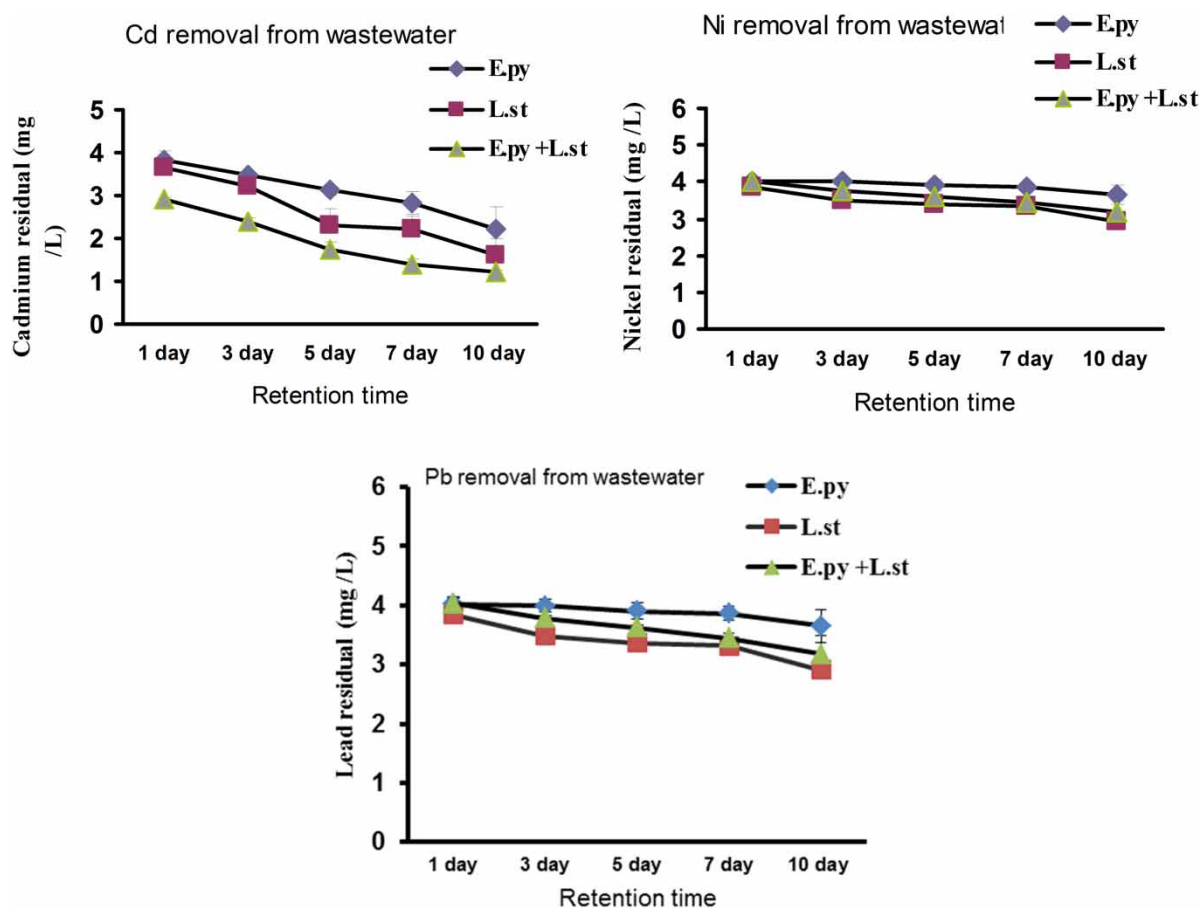 Cd removal from wastewater
E.py
L.st
E.py +L.st
Cadmium residual (mg
/L)
5
4
3
2
1
0
1 day 3 day 5 day 7 day 10 day
Retention time
Ni removal from wastewat
E.py
L.st
E.py +L.st
Nickel residual (mg /L)
6
5
4
3
2
1
0
1 day 3 day 5 day 7 day 10 day
Retention time
Pb removal from wastewater
E.py
L.st
E.py +L.st
Lead residual (mg /L)
6
5
4
3
2
1
0
1 day 3 day 5 day 7 day 10 day
Retention time